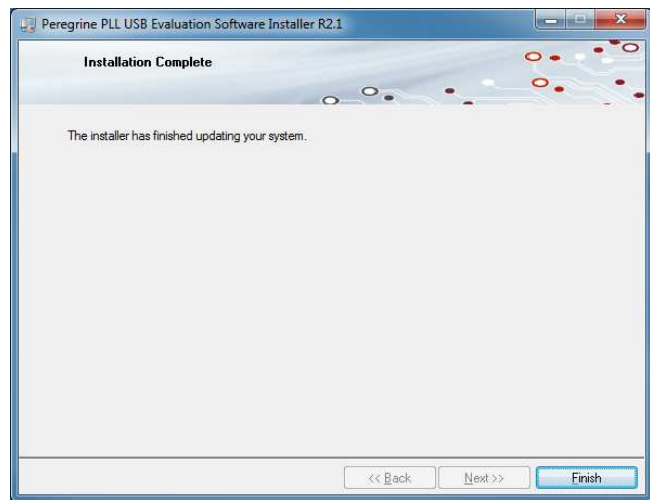 Peregrine PLL USB Evaluation Software Installer R2.1
Installation Complete
The installer has finished updating your system.
<< Back
Next >>
Finish